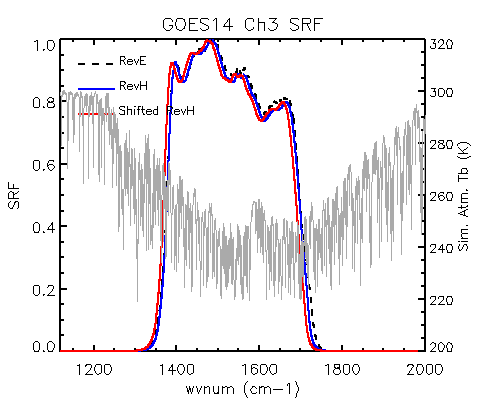 GOES14 Ch3 SRF
1.0
0.8
0.6
0.4
0.2
0.0
SRF
RevE
RevH
Shifted RevH
320
300
280
260
240
220
200
Sim. Atm. Tb (K)
1200 1400 1600 1800 2000
wvnum (cm-1)